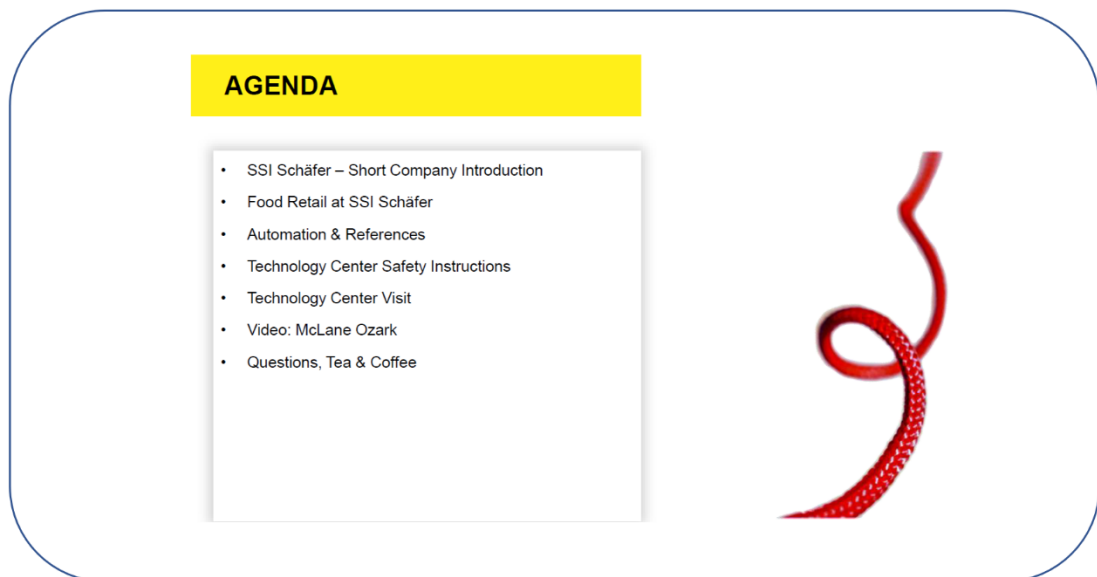 AGENDA
• SSI Schäfer – Short Company Introduction
• Food Retail at SSI Schäfer
• Automation & References
• Technology Center Safety Instructions
• Technology Center Visit
• Video: McLane Ozark
• Questions, Tea & Coffee